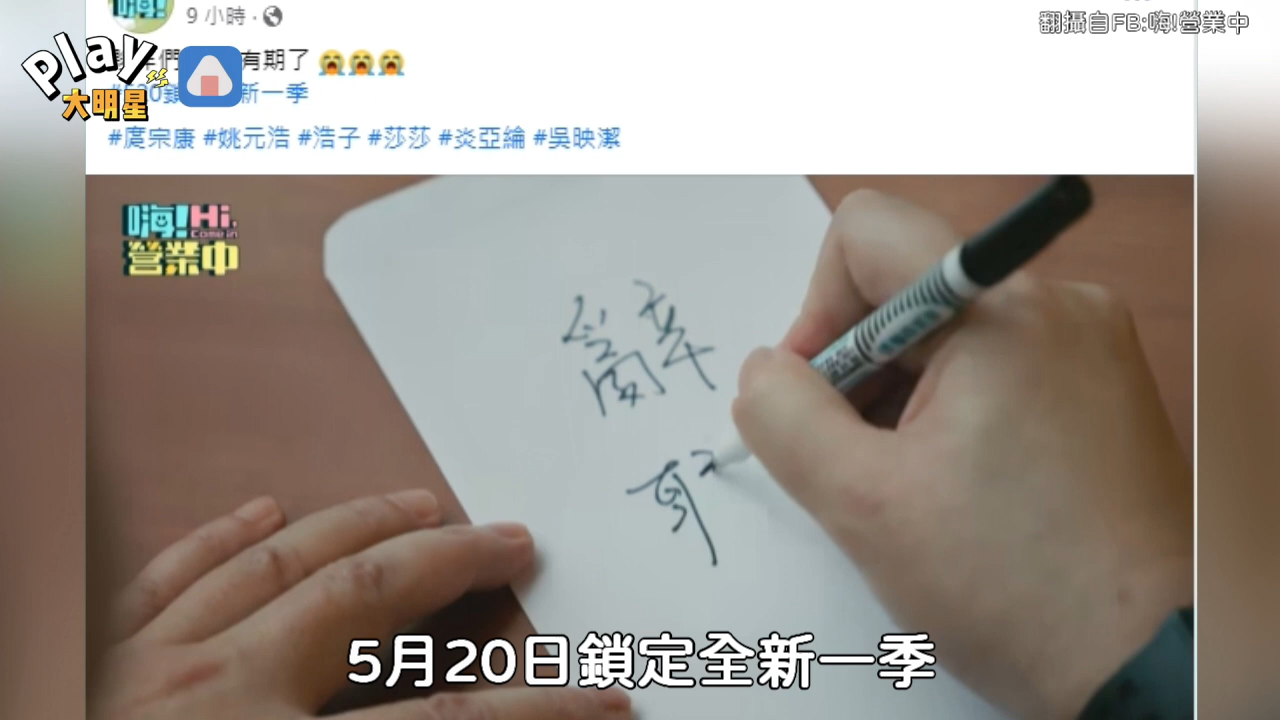 嗨!
9 小時
翻攝自FB:嗨!營業中
Play
大明星
們 有期了
新一季
#庹宗康 #姚元浩 #浩子 #莎莎 #炎亞綸 #吳映潔
嗨!Hi,
Come in
營業中
5月20日鎖定全新一季